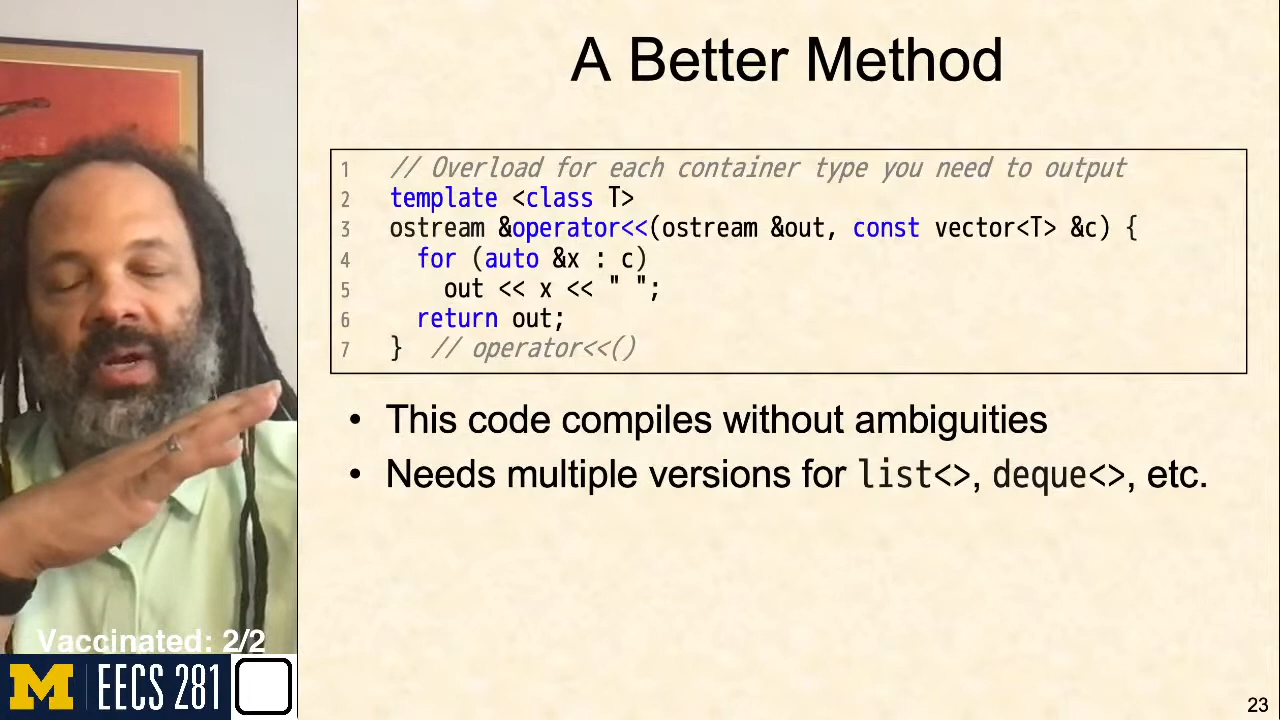 A Better Method
1 // Overload for each container type you need to output
2 template <class T>
3 ostream &operator<<(ostream &out, const vector<T> &c) {
4 for (auto &x : c)
5 out << x << " ";
6 return out;
7 } // operator<<()
• This code compiles without ambiguities
• Needs multiple versions for list<>, deque<>, etc.
Vaccinated: 2/2
M EECS 281
23